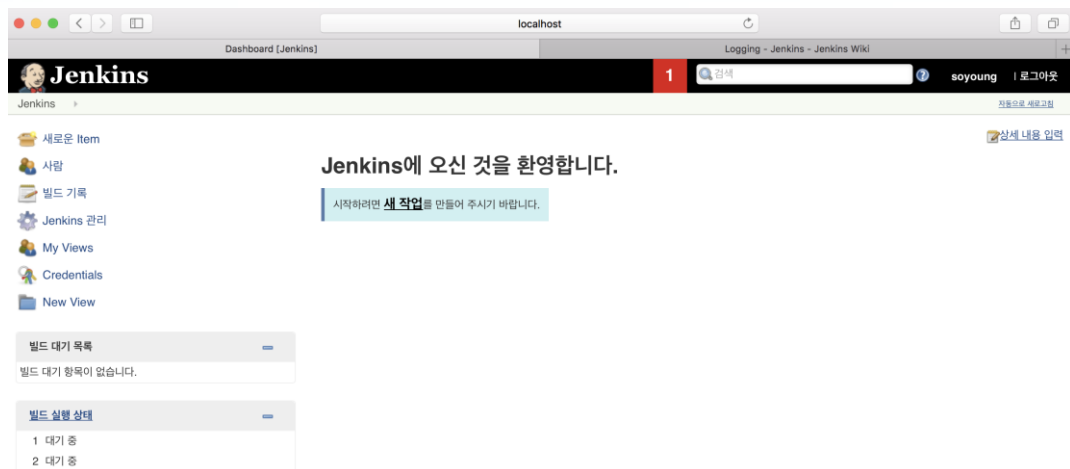 localhost
Dashboard [Jenkins]
Logging - Jenkins - Jenkins Wiki
Jenkins
1
검색
soyoung
| 로그아웃
Jenkins
자동으로 새로고침
새로운 Item
상세 내용 입력
사람
Jenkins에 오신 것을 환영합니다.
빌드 기록
시작하려면 새 작업를 만들어 주시기 바랍니다.
Jenkins 관리
My Views
Credentials
New View
빌드 대기 목록
빌드 대기 항목이 없습니다.
빌드 실행 상태
1 대기 중
2 대기 중